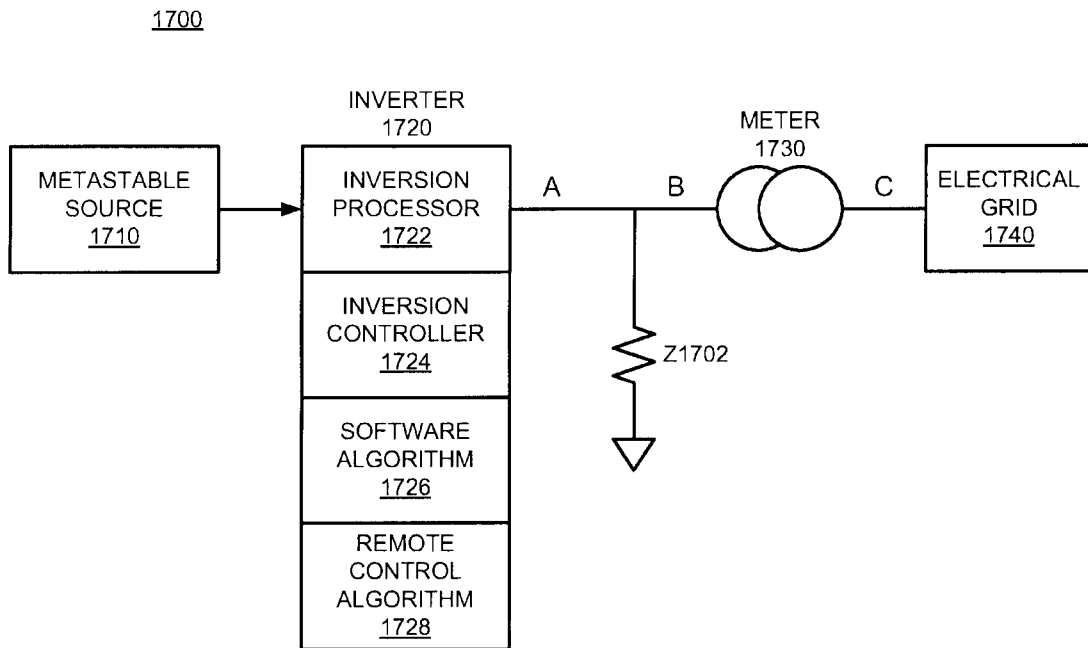 1700
INVERTER
1720
METER
1730
METASTABLE
SOURCE
1710
INVERSION
PROCESSOR
1722
A
B
C
ELECTRICAL
GRID
1740
INVERSION
CONTROLLER
1724
Z1702
SOFTWARE
ALGORITHM
1726
REMOTE
CONTROL
ALGORITHM
1728